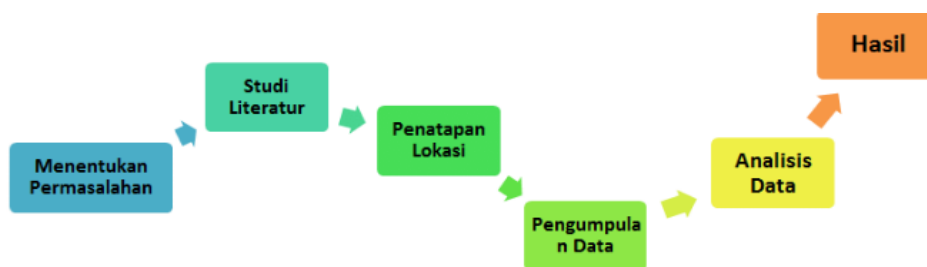 Menentukan
Permasalahan
Studi
Literatur
Penatapan
Lokasi
Pengumpula
n Data
Analisis
Data
Hasil